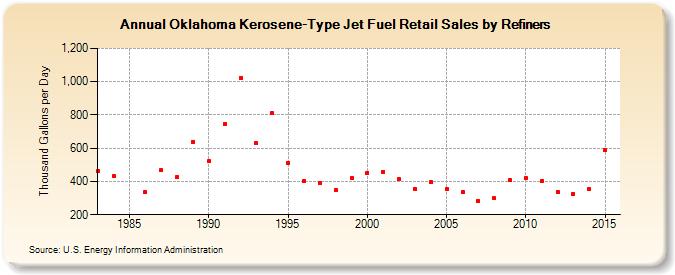 Annual Oklahoma Kerosene-Type Jet Fuel Retail Sales by Refiners
Thousand Gallons per Day
1,200
1,000
800
600
400
200
1985 1990 1995 2000 2005 2010 2015
Source: U.S. Energy Information Administration